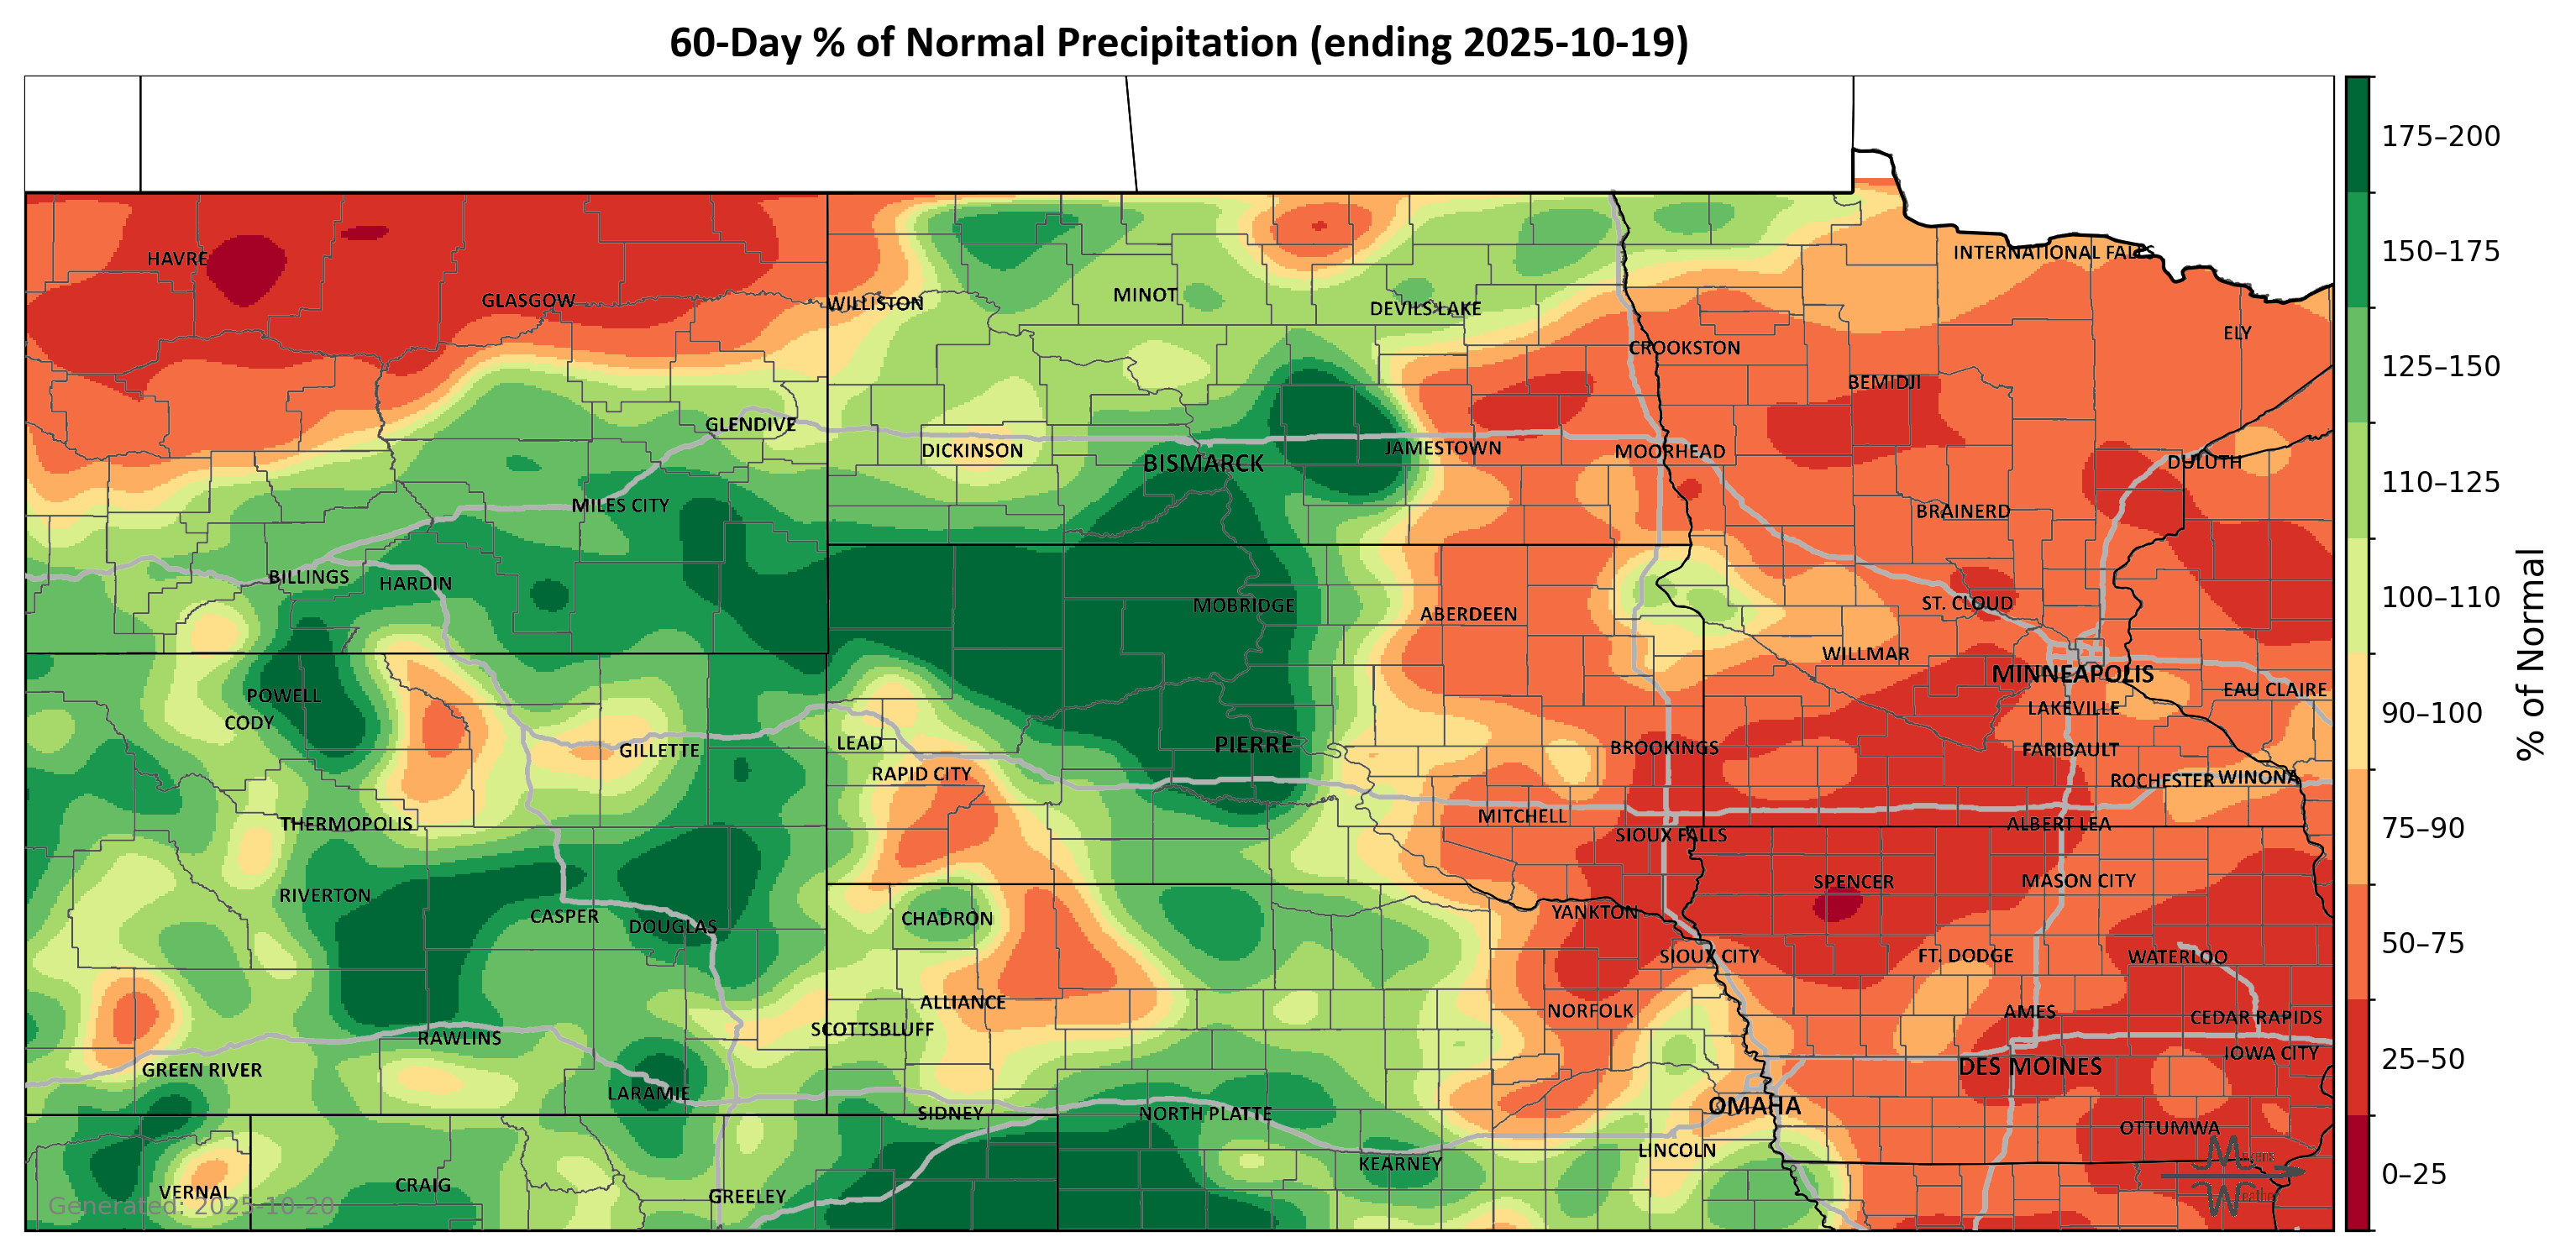 60-Day % of Normal Precipitation (ending 2025-10-19)
175–200
INTERNATIONAL FALLS
150–175
HAVRE
GLASGOW
WILLISTON
MINOT
DEVILS LAKE
ELY
CROOKSTON
125–150
BEMIDJI
GLENDIVE
DICKINSON
BISMARCK
JAMESTOWN
MOORHEAD
DULUTH
110–125
MILES CITY
BRAINERD
BILLINGS
HARDIN
MOBRIDGE
ABERDEEN
ST. CLOUD
100–110
WILLMAR
MINNEAPOLIS
POWELL
EAU CLAIRE
CODY
LAKEVILLE
90–100
% of Normal
LEAD
GILLETTE
PIERRE
BROOKINGS
FARIBAULT
RAPID CITY
ROCHESTER
WINONA
THERMOPOLIS
MITCHELL
SIOUX FALLS
ALBERT LEA
75–90
RIVERTON
SPENCER
MASON CITY
CASPER
DOUGLAS
CHADRON
YANKTON
SIOUX CITY
FT. DODGE
WATERLOO
50–75
ALLIANCE
NORFOLK
AMES
CEDAR RAPIDS
SCOTTSBLUFF
RAWLINS
GREEN RIVER
DES MOINES
IOWA CITY
25–50
LARAMIE
SIDNEY
NORTH PLATTE
OMAHA
OTTUMWA
LINCOLN
KEARNEY
VERNAL
CRAIG
GREELEY
0–25
Generated: 2025-10-20